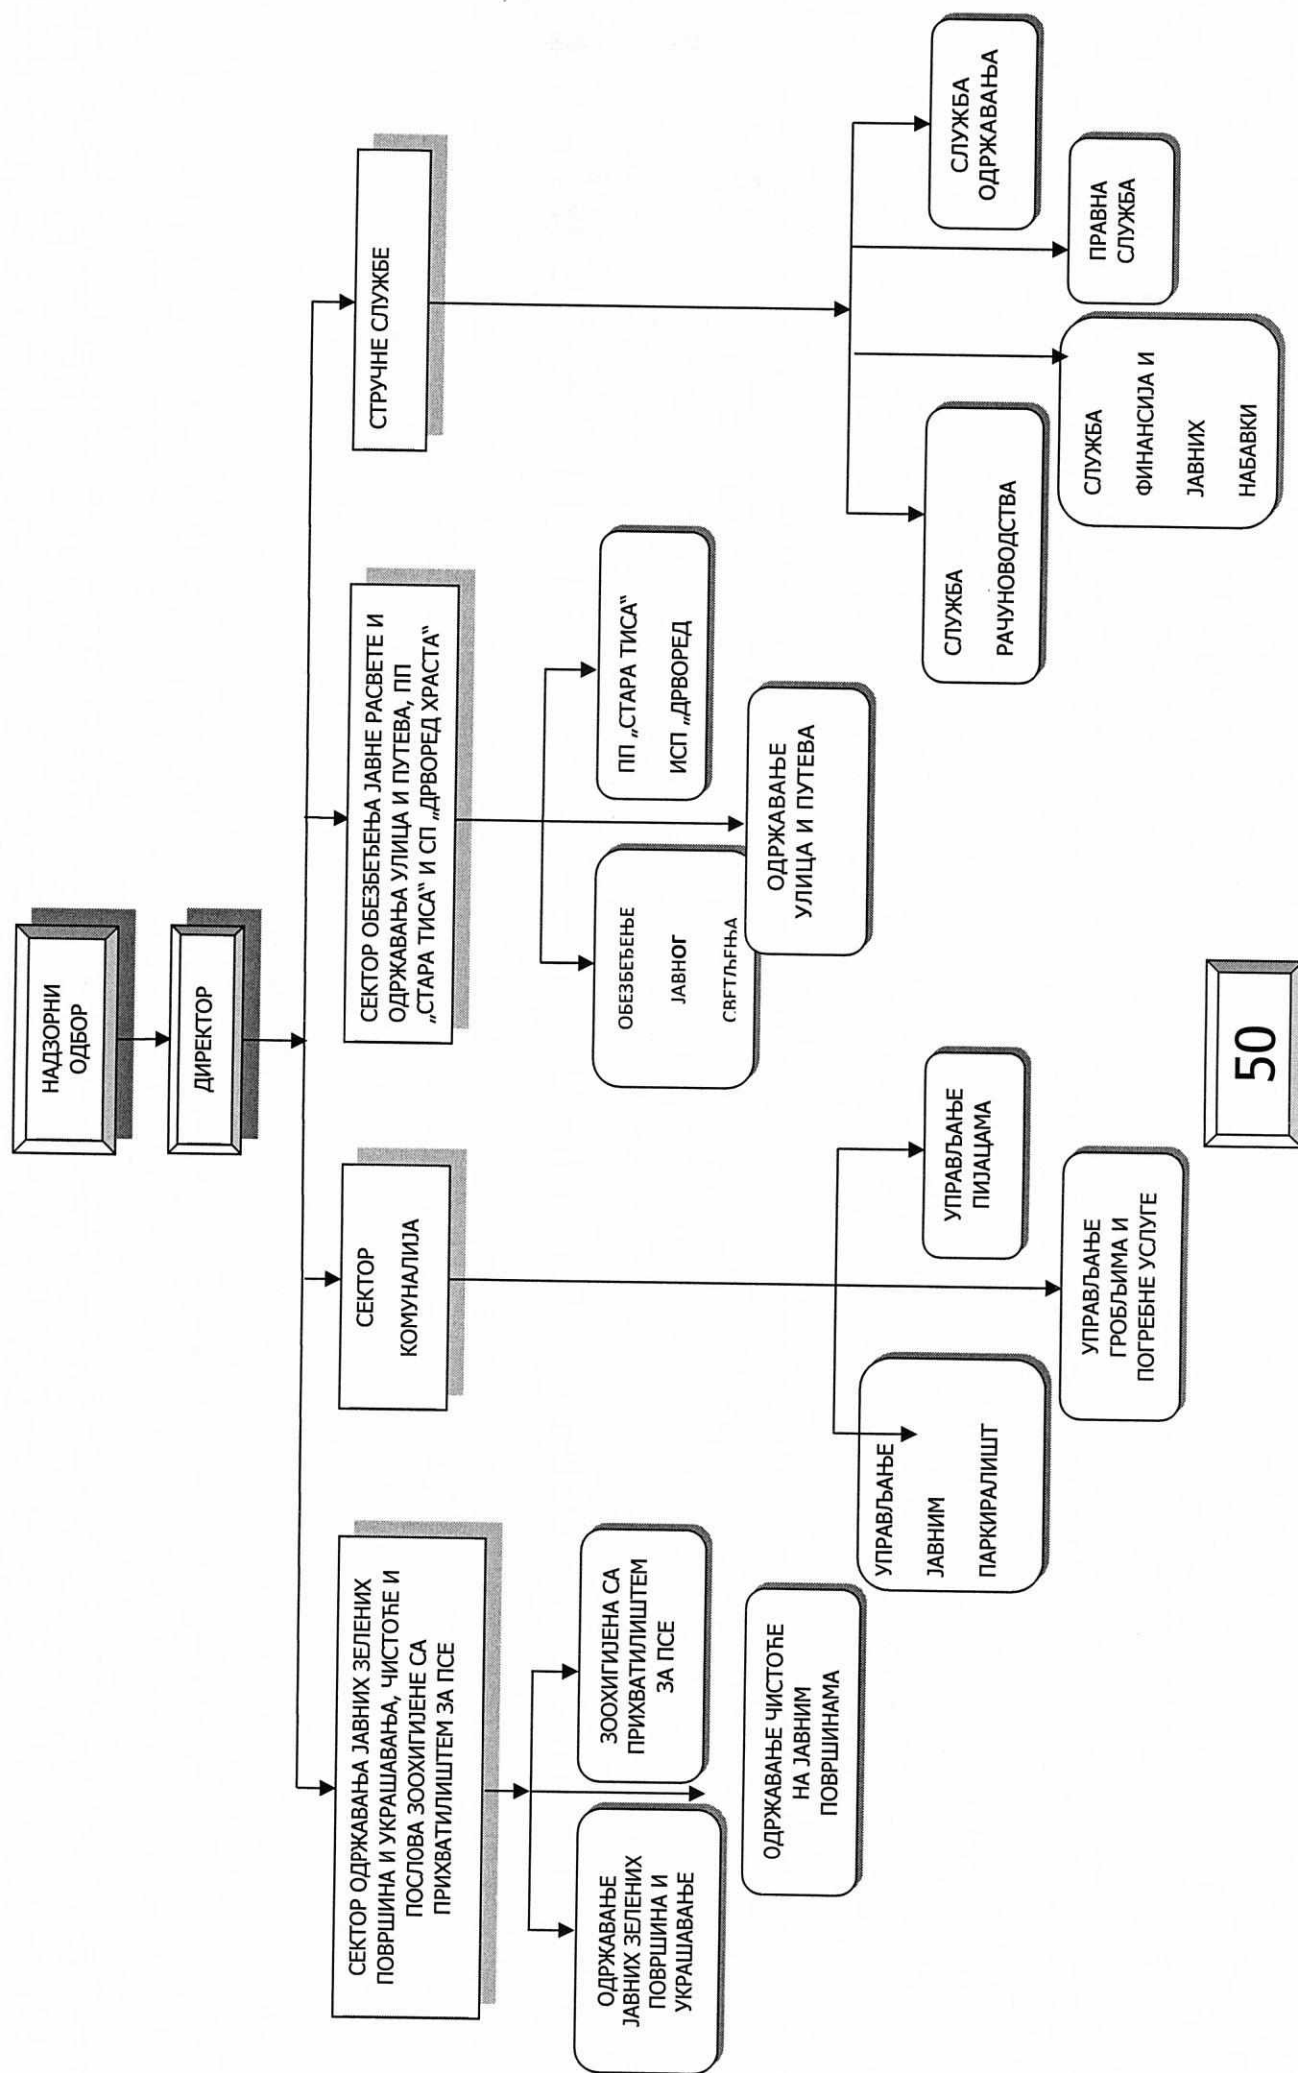 НАДЗОРНИ
ОДБОР
ДИРЕКТОР
СЕКТОР ОДРЖАВАЊА ЈАВНИХ ЗЕЛЕНИХ
ПОВРШИНА И УКРАШАВАЊА, ЧИСТОЋЕ И
ПОСЛОВА ЗООХИГИЈЕНЕ СА
ПРИХВАТИЛИШТЕМ ЗА ПСЕ
СЕКТОР
КОМУНАЛИЈА
СЕКТОР ОБЕЗБЕЂЕЊА ЈАВНЕ РАСВЕТЕ И
ОДРЖАВАЊА УЛИЦА И ПУТЕВА, ПП
„СТАРА ТИСА“ И СП „ДРВОРЕД ХРАСТА“
СТРУЧНЕ СЛУЖБЕ
ОДРЖАВАЊЕ
ЈАВНИХ ЗЕЛЕНИХ
ПОВРШИНА И
УКРАШАВАЊЕ
ЗООХИГИЈЕНА СА
ПРИХВАТИЛИШТЕМ
ЗА ПСЕ
ОДРЖАВАЊЕ ЧИСТОЋЕ
НА ЈАВНИМ
ПОВРШИНАМА
УПРАВЉАЊЕ
ЈАВНИМ
ПАРКИРАЛИШТ
УПРАВЉАЊЕ
ПИЈАЦАМА
УПРАВЉАЊЕ
ГРОБЉИМА И
ПОГРЕБНЕ УСЛУГЕ
ОБЕЗБЕЂЕЊА
ЈАВНОГ
СВЕТЉЕЊА
ПП „СТАРА ТИСА“
ИСП „ДРВОРЕД
ОДРЖАВАЊЕ
УЛИЦА И ПУТЕВА
СЛУЖБА
РАЧУНОВОДСТВА
СЛУЖБА
ФИНАНСИЈА И
ЈАВНИХ
НАБАВКИ
ПРАВНА
СЛУЖБА
СЛУЖБА
ОДРЖАВАЊА
50